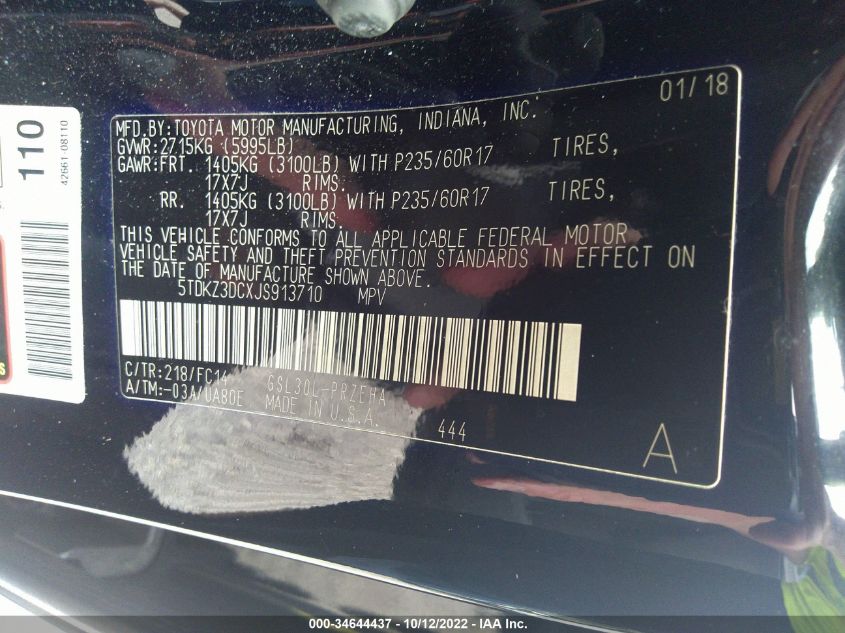 01/18
MFD.BY:TOYOTA MOTOR MANUFACTURING, INDIANA, INC.
GVWR:2715KG (5995LB)
GAWR:FRT. 1405KG (3100LB) WITH P235/60R17 TIRES,
17X7J RIMS.
RR. 1405KG (3100LB) WITH P235/60R17 TIRES,
17X7J RIMS.
THIS VEHICLE CONFORMS TO ALL APPLICABLE FEDERAL MOTOR
VEHICLE SAFETY AND THEFT PREVENTION STANDARDS IN EFFECT ON
THE DATE OF MANUFACTURE SHOWN ABOVE.
5TDKZ3DCXJS913710 MPV
C/TR:218/FC14 GSL30L-PRZEHA
A/TM:-03A/UA80E MADE IN U.S.A.
444
A
110
42661-08110
000-34644437 - 10/12/2022 - IAA Inc.